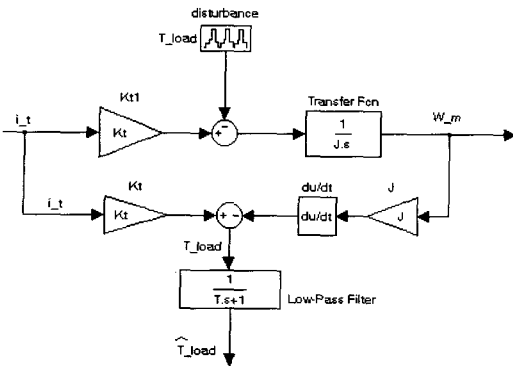 disturbance
T_load
Kt1
Transfer Fcn
i_t
Kt
+
-
1
J.s
W_m
Kt
du/dt
J
i_t
Kt
+ -
du/dt
J
T_load
1
T.s+1
Low-Pass Filter
T̂_load